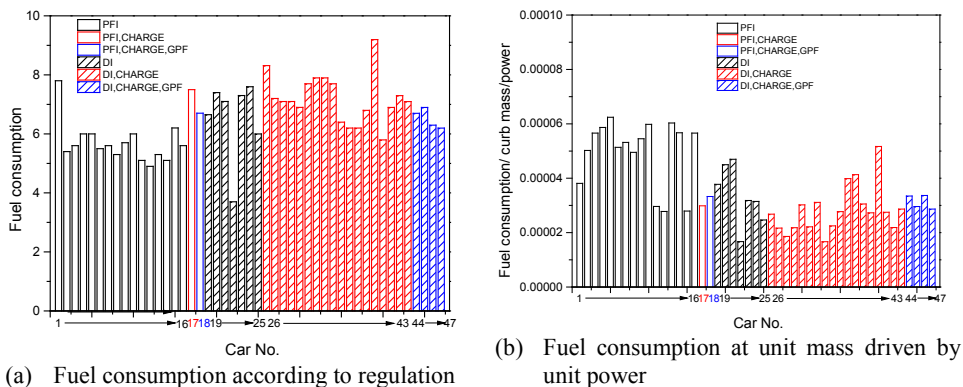 10
8
6
4
2
0
Fuel consumption
PFI
PFI,CHARGE
PFI,CHARGE,GPF
DI
DI,CHARGE
DI,CHARGE,GPF
1 16 17 18 19 25 26 43 44 47
Car No.
(a) Fuel consumption according to regulation
0.00010
0.00008
0.00006
0.00004
0.00002
0.00000
Fuel consumption/ curb mass/power
PFI
PFI,CHARGE
PFI,CHARGE,GPF
DI
DI,CHARGE
DI,CHARGE,GPF
1 16 17 18 19 25 26 43 44 47
Car No.
(b) Fuel consumption at unit mass driven by
unit power